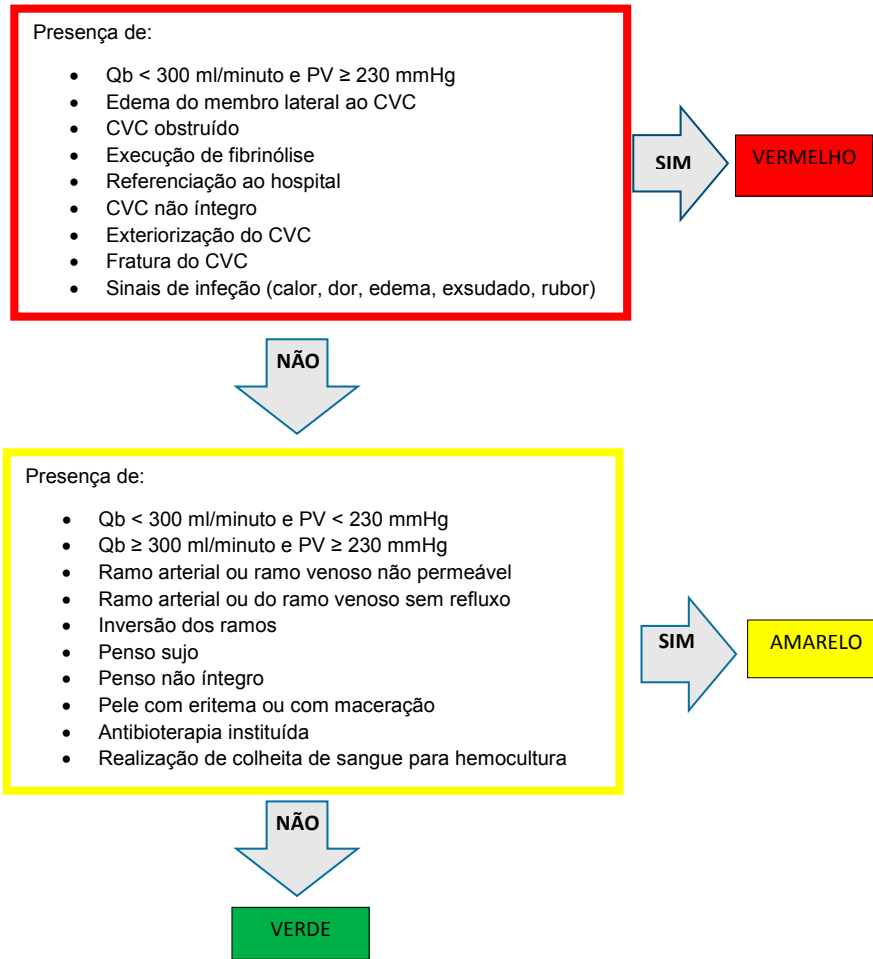 Presença de:
• Qb < 300 ml/minuto e PV ≥ 230 mmHg
• Edema do membro lateral ao CVC
• CVC obstruído
• Execução de fibrinólise
• Referenciação ao hospital
• CVC não íntegro
• Exteriorização do CVC
• Fratura do CVC
• Sinais de infeção (calor, dor, edema, exsudado, rubor)
SIM
VERMELHO
NÃO
Presença de:
• Qb < 300 ml/minuto e PV < 230 mmHg
• Qb ≥ 300 ml/minuto e PV ≥ 230 mmHg
• Ramo arterial ou ramo venoso não permeável
• Ramo arterial ou do ramo venoso sem refluxo
• Inversão dos ramos
• Penso sujo
• Penso não íntegro
• Pele com eritema ou com maceração
• Antibioterapia instituída
• Realização de colheita de sangue para hemocultura
SIM
AMARELO
NÃO
VERDE